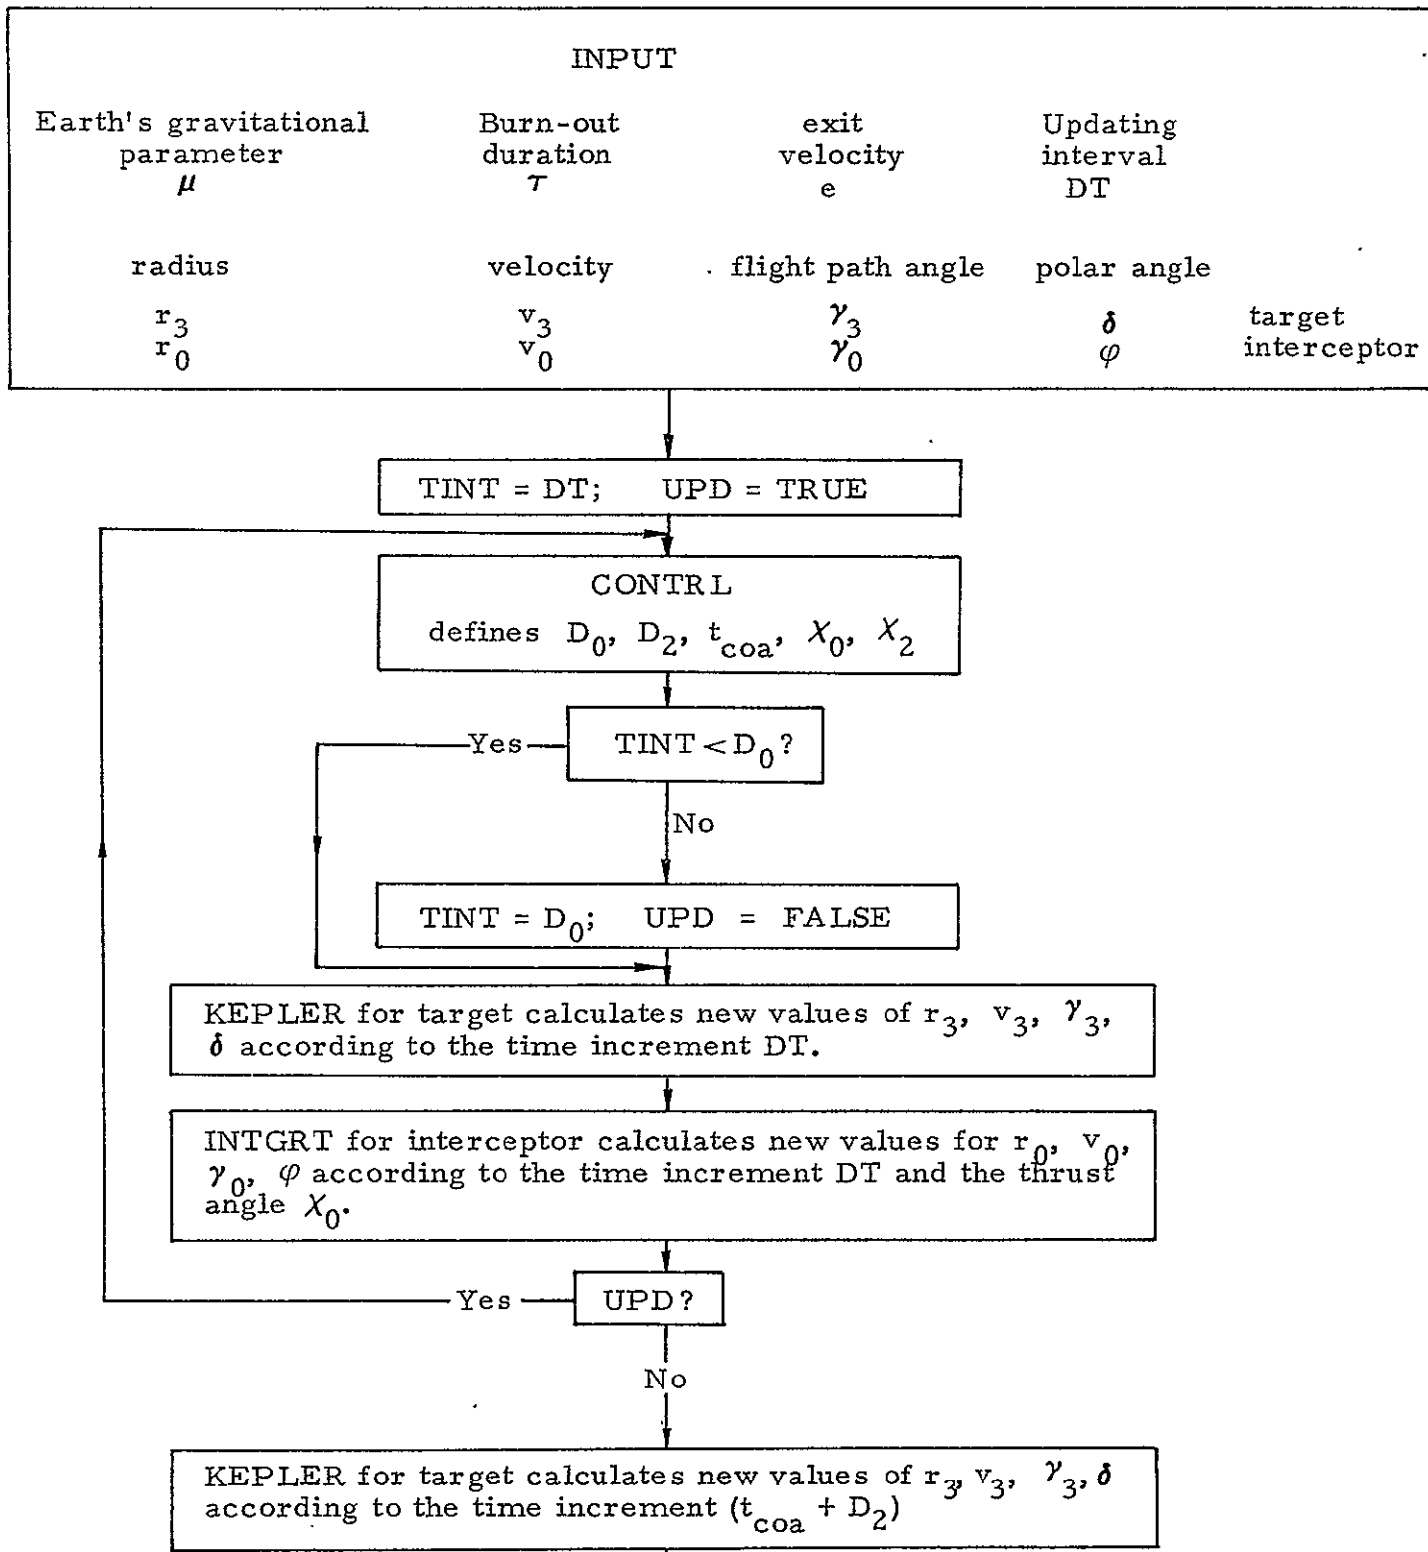 INPUT
Earth's gravitational parameter μ
Burn-out duration τ
exit velocity e
Updating interval DT
radius velocity flight path angle polar angle
r₃ v₃ γ₃ δ target
r₀ v₀ γ₀ φ interceptor
TINT = DT; UPD = TRUE
CONTRL
defines D₀, D₂, t_coa, χ₀, χ₂
Yes TINT < D₀?
No
TINT = D₀; UPD = FALSE
KEPLER for target calculates new values of r₃, v₃, γ₃,
δ according to the time increment DT.
INTGRT for interceptor calculates new values for r₀, v₀,
γ₀, φ according to the time increment DT and the thrust
angle χ₀.
Yes UPD?
No
KEPLER for target calculates new values of r₃, v₃, γ₃, δ
according to the time increment (t_coa + D₂)